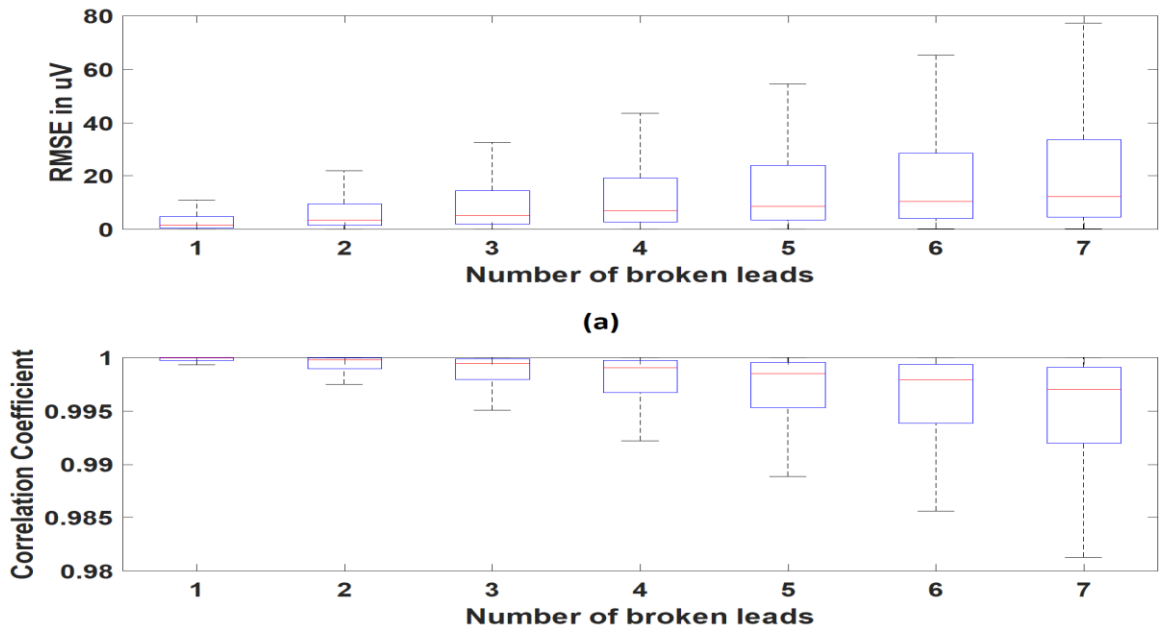 80
60
40
20
0
RMSE in uV
1 2 3 4 5 6 7
Number of broken leads
(a)
1
0.995
0.99
0.985
0.98
Correlation Coefficient
1 2 3 4 5 6 7
Number of broken leads